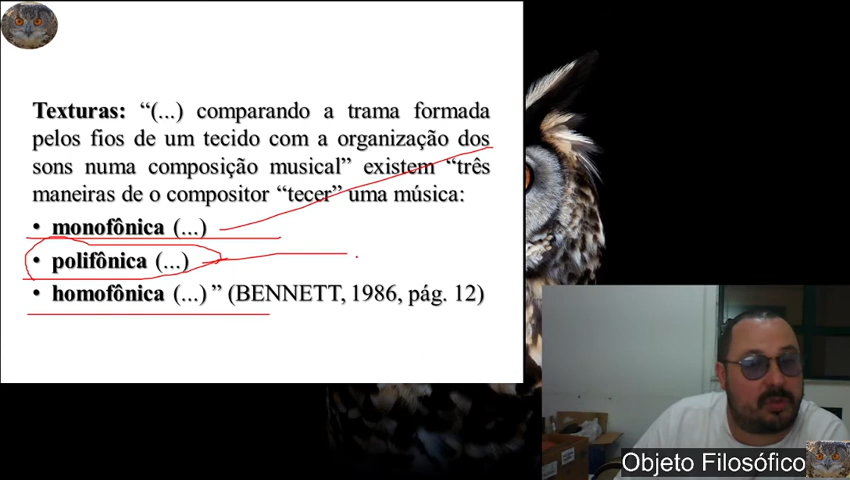 Texturas: “(...) comparando a trama formada
pelos fios de um tecido com a organização dos
sons numa composição musical” existem “três
maneiras de o compositor “tecer” uma música:
• monofônica (...)
• polifônica (...)
• homofônica (...) ” (BENNETT, 1986, pág. 12)
Objeto Filosófico